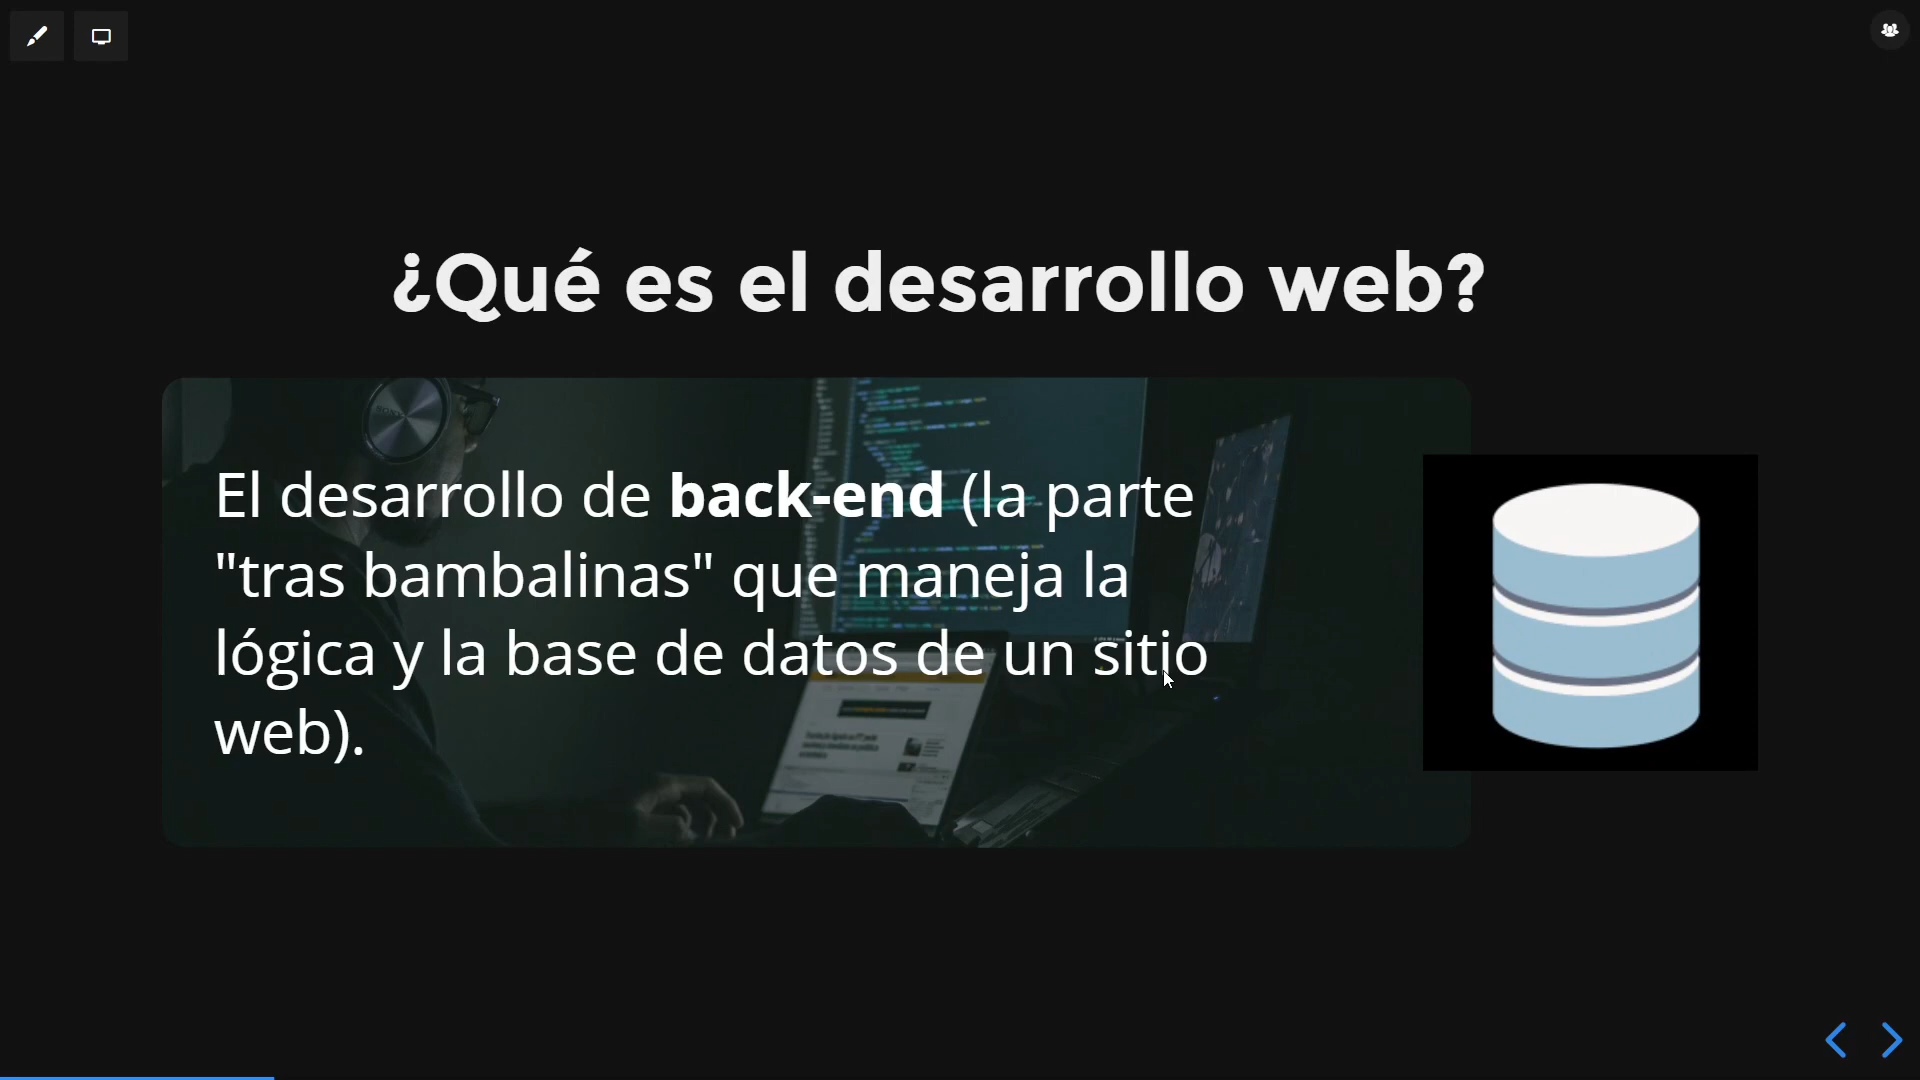 ¿Qué es el desarrollo web?
El desarrollo de back-end (la parte
"tras bambalinas" que maneja la
lógica y la base de datos de un sitio
web).